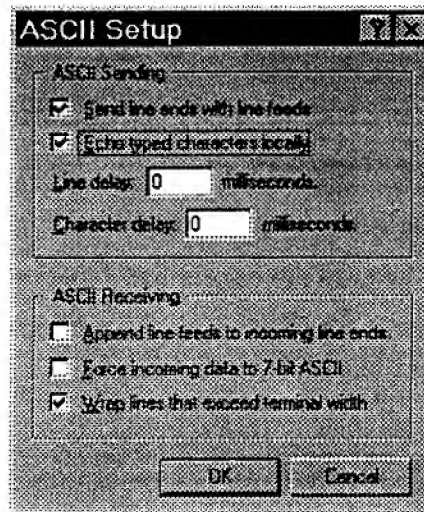 ASCII Setup
ASCII Sending
Send line ends with line feeds
Echo typed characters locally
Line delay: 0 milliseconds.
Character delay: 0 milliseconds.
ASCII Receiving
Append line feeds to incoming line ends
Force incoming data to 7-bit ASCII
Wrap lines that exceed terminal width
OK Cancel